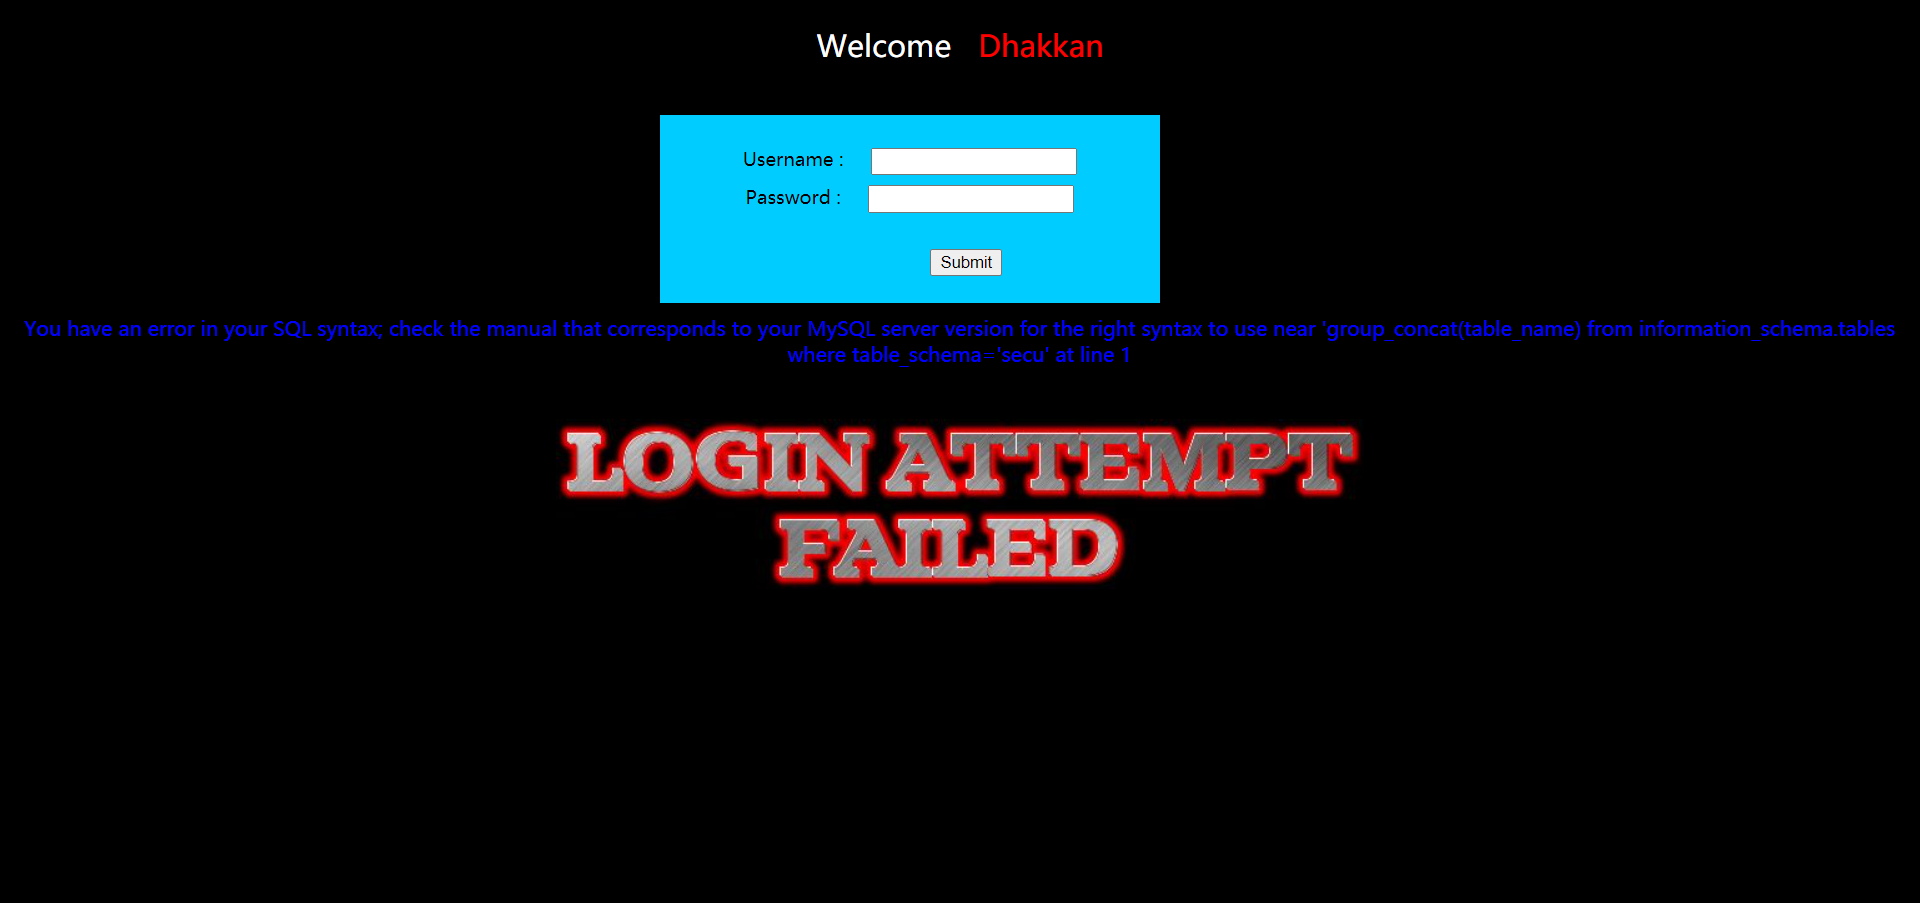 Welcome Dhakkan
Username :
Password :
Submit
You have an error in your SQL syntax; check the manual that corresponds to your MySQL server version for the right syntax to use near 'group_concat(table_name) from information_schema.tables
where table_schema='secu' at line 1
LOGIN ATTEMPT
FAILED